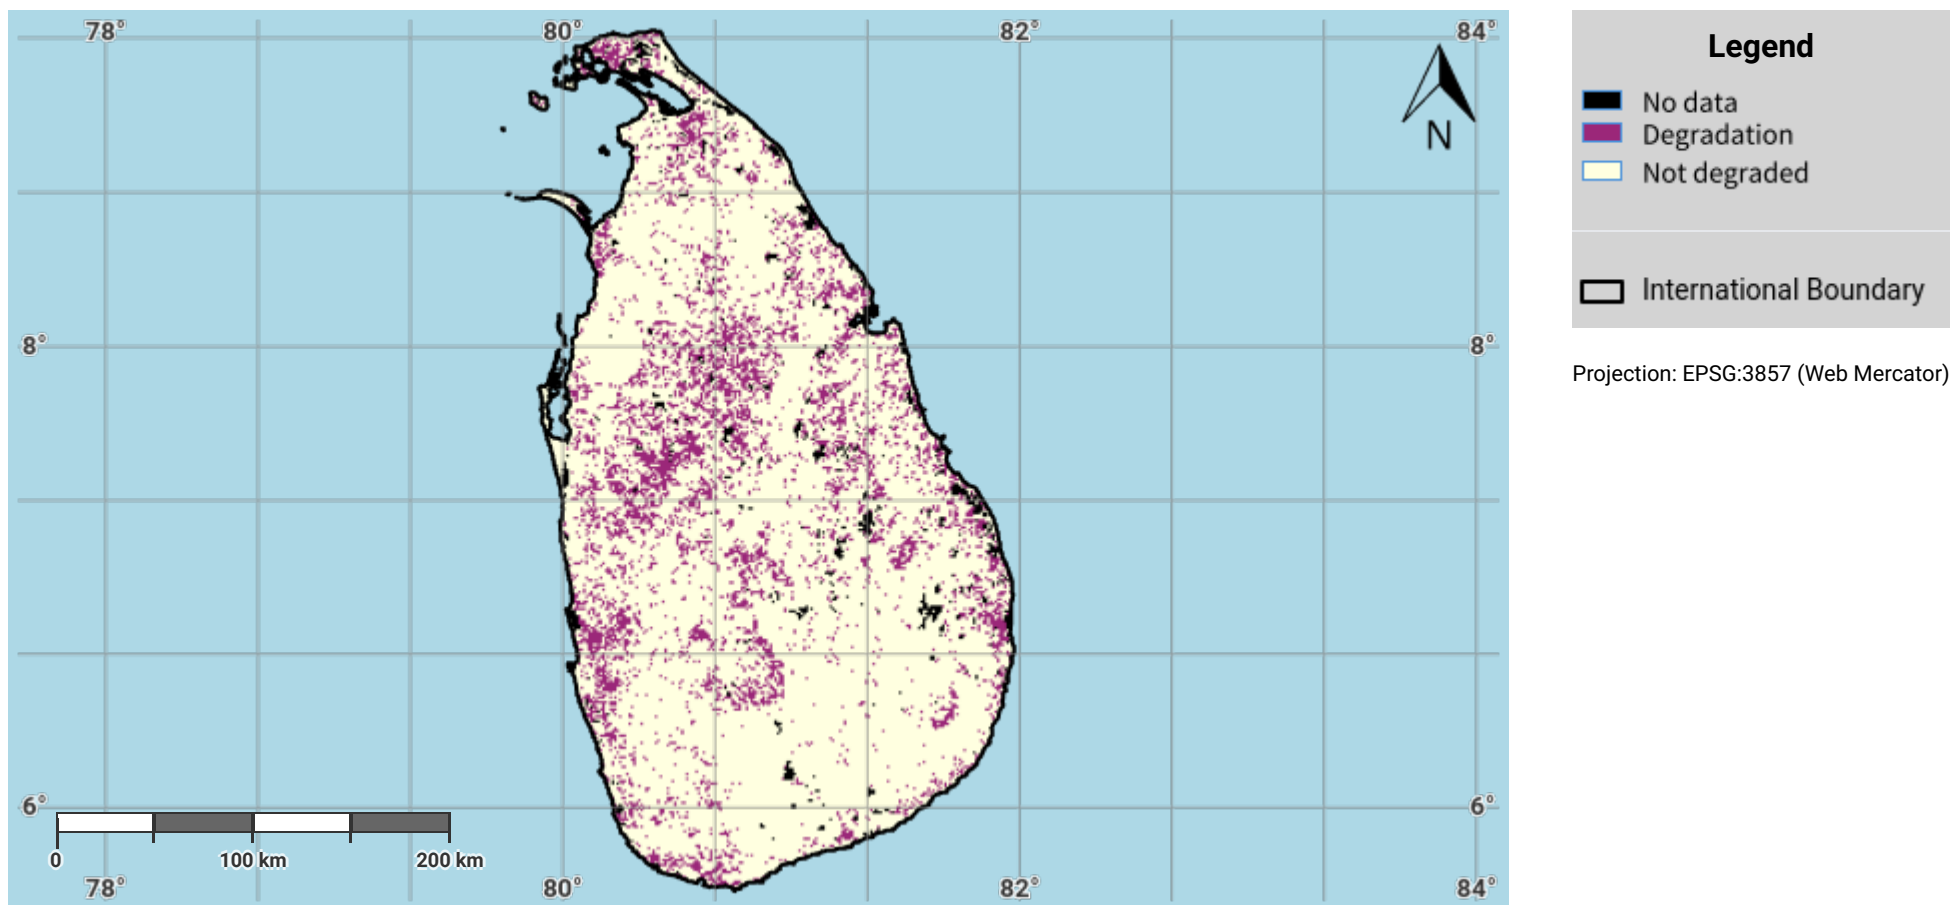 78° 80° 82° 84°
N
8° 8°
6° 6°
0 100 km 200 km
78° 80° 82° 84°
Legend
No data
Degradation
Not degraded
International Boundary
Projection: EPSG:3857 (Web Mercator)